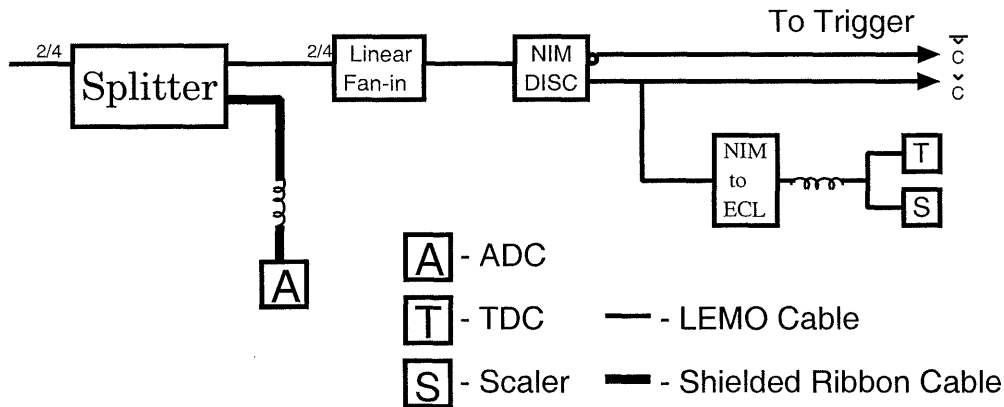 To Trigger
2/4
Splitter
2/4
Linear
Fan-in
NIM
DISC
C̄̌
Č
NIM
to
ECL
T
S
A
A - ADC
T - TDC
S - Scaler
- LEMO Cable
- Shielded Ribbon Cable